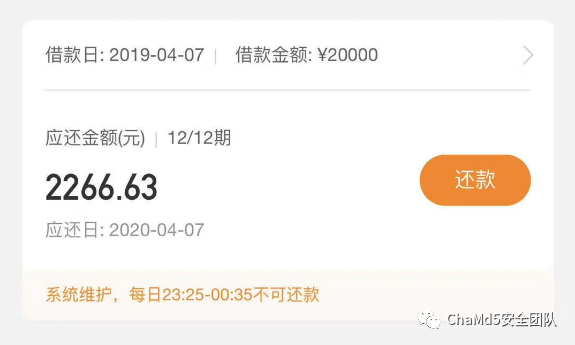 借款日: 2019-04-07 | 借款金额: ¥20000
应还金额(元) | 12/12期
2266.63
还款
应还日: 2020-04-07
系统维护，每日23:25-00:35不可还款
ChaMd5安全团队